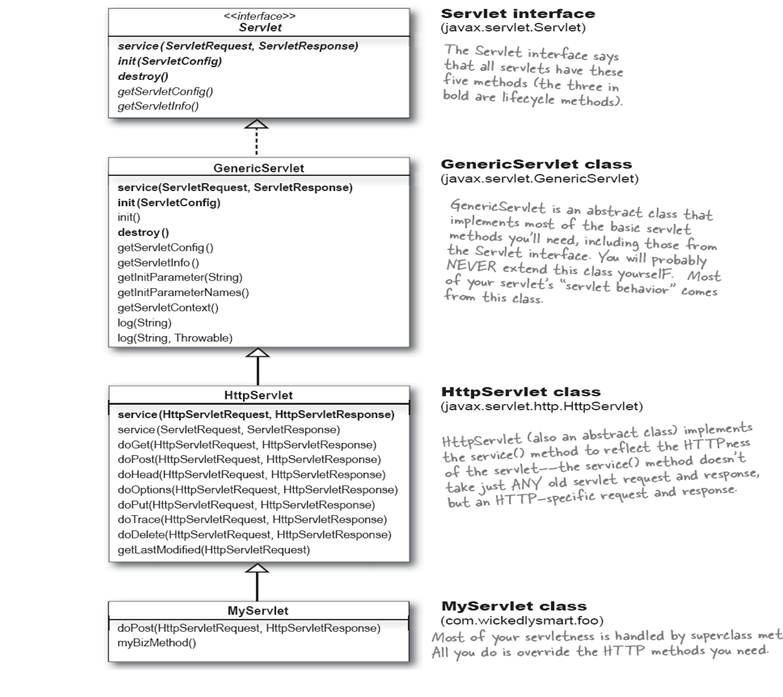 <<interface>>
Servlet
service(ServletRequest, ServletResponse)
init(ServletConfig)
destroy()
getServletConfig()
getServletInfo()
Servlet interface
(javax.servlet.Servlet)
The Servlet interface says
that all servlets have these
five methods (the three in
bold are lifecycle methods).
GenericServlet
service(ServletRequest, ServletResponse)
init(ServletConfig)
init()
destroy()
getServletConfig()
getServletInfo()
getInitParameter(String)
getInitParameterNames()
getServletContext()
log(String)
log(String, Throwable)
GenericServlet class
(javax.servlet.GenericServlet)
GenericServlet is an abstract class that
implements most of the basic servlet
methods you'll need, including those from
the Servlet interface. You will probably
NEVER extend this class yourself. Most
of your servlet's "servlet behavior" comes
from this class.
HttpServlet
service(HttpServletRequest, HttpServletResponse)
service(ServletRequest, ServletResponse)
doGet(HttpServletRequest, HttpServletResponse)
doPost(HttpServletRequest, HttpServletResponse)
doHead(HttpServletRequest, HttpServletResponse)
doOptions(HttpServletRequest, HttpServletResponse)
doPut(HttpServletRequest, HttpServletResponse)
doTrace(HttpServletRequest, HttpServletResponse)
doDelete(HttpServletRequest, HttpServletResponse)
getLastModified(HttpServletRequest)
HttpServlet class
(javax.servlet.http.HttpServlet)
HttpServlet (also an abstract class) implements
the service() method to reflect the HTTPness
of the servlet--the service() method doesn't
take just ANY old servlet request and response,
but an HTTP-specific request and response.
MyServlet
doPost(HttpServletRequest, HttpServletResponse)
myBizMethod()
MyServlet class
(com.wickedlysmart.foo)
Most of your servletness is handled by superclass met
All you do is override the HTTP methods you need.